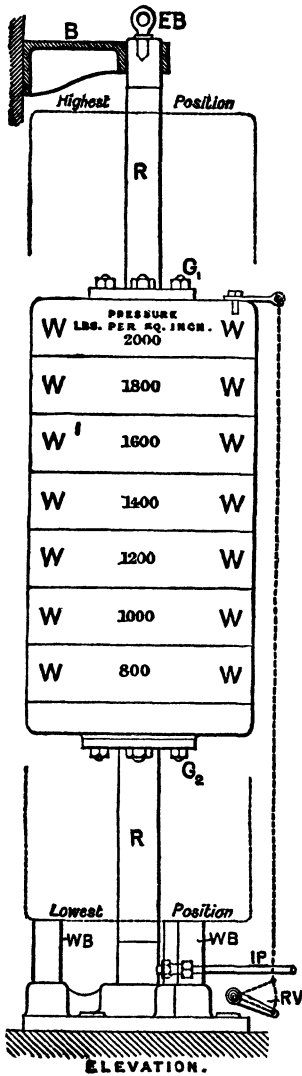 B EB
Highest Position
R
G1
PRESSURE
LBS. PER SQ. INCH.
W 2000 W
W 1800 W
W 1600 W
W 1400 W
W 1200 W
W 1000 W
W 800 W
G2
R
Lowest Position
WB WB
IP
RV
ELEVATION.